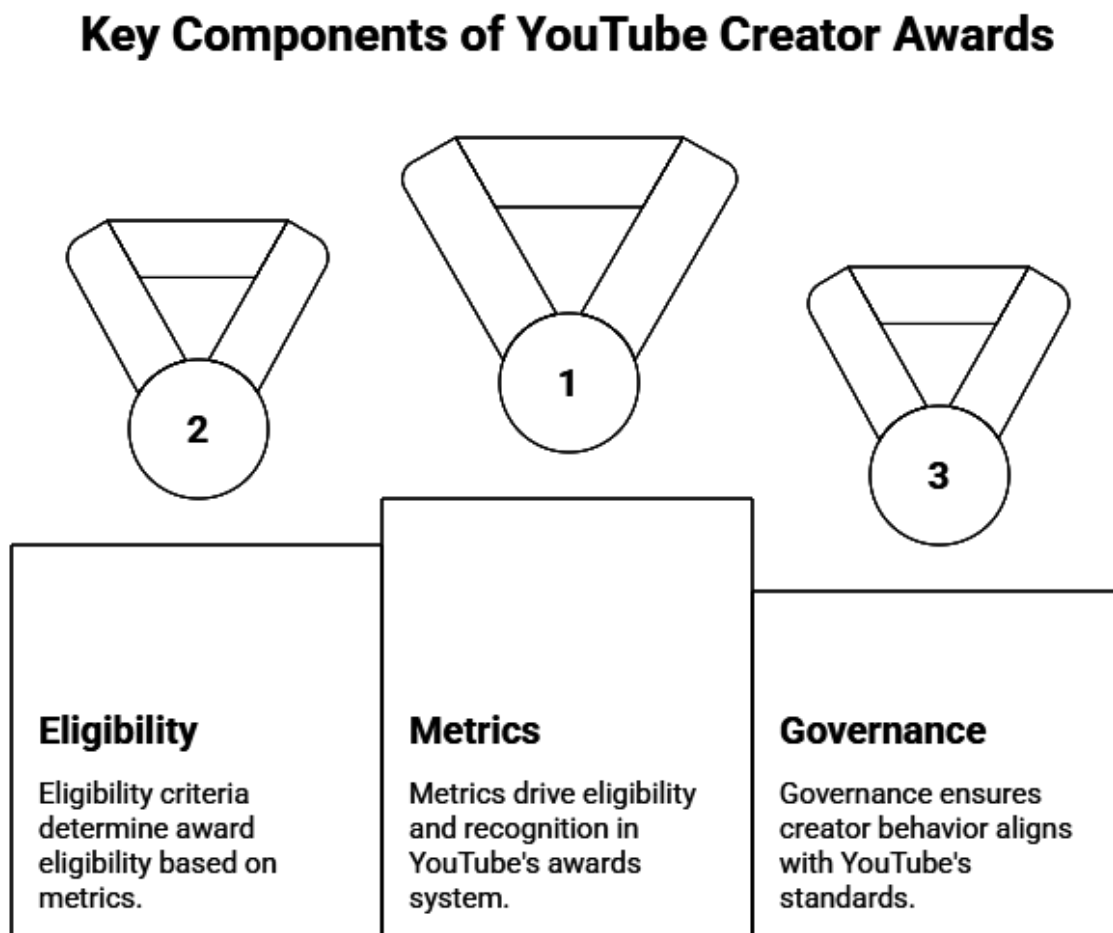 Key Components of YouTube Creator Awards
2
1
3
Eligibility
Eligibility criteria
determine award
eligibility based on
metrics.
Metrics
Metrics drive eligibility
and recognition in
YouTube's awards
system.
Governance
Governance ensures
creator behavior aligns
with YouTube's
standards.